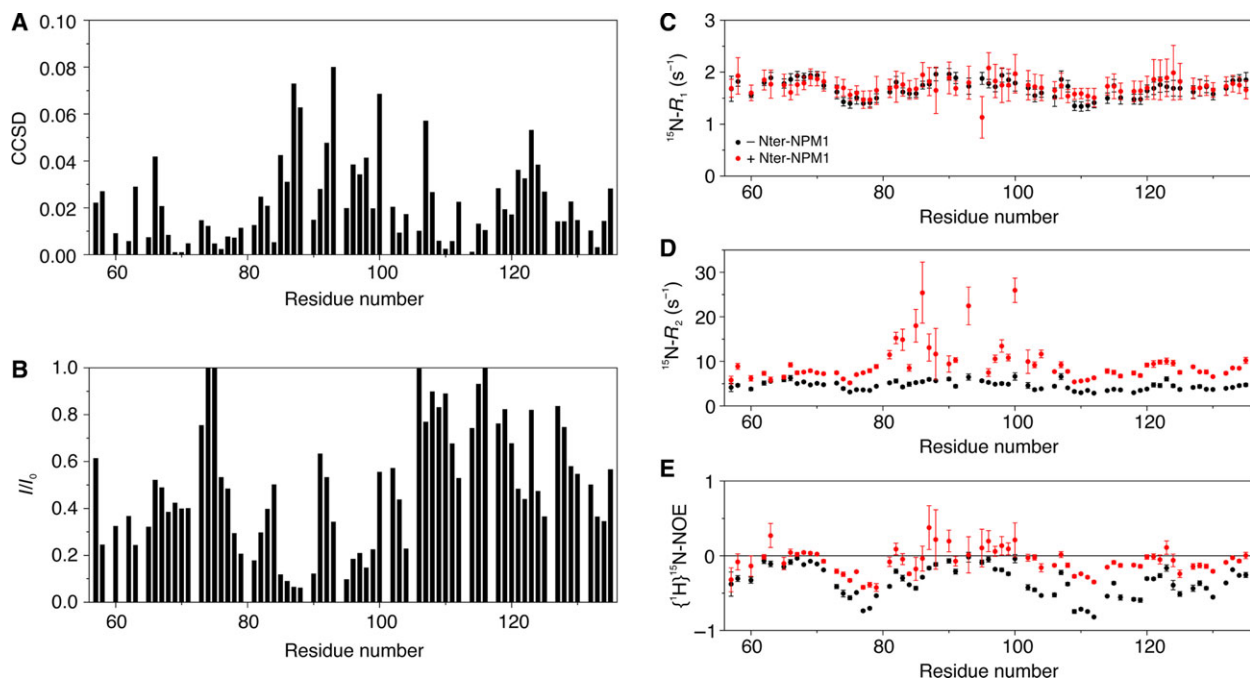 A
CCSD
0.10
0.08
0.06
0.04
0.02
0.00
60 80 100 120
Residue number
B
I/I₀
1.0
0.8
0.6
0.4
0.2
0.0
60 80 100 120
Residue number
C
¹⁵N-R₁ (s⁻¹)
3
2
1
0
− Nter-NPM1
+ Nter-NPM1
60 80 100 120
Residue number
D
¹⁵N-R₂ (s⁻¹)
30
20
10
0
60 80 100 120
Residue number
E
{¹H}¹⁵N-NOE
1
0
−1
60 80 100 120
Residue number